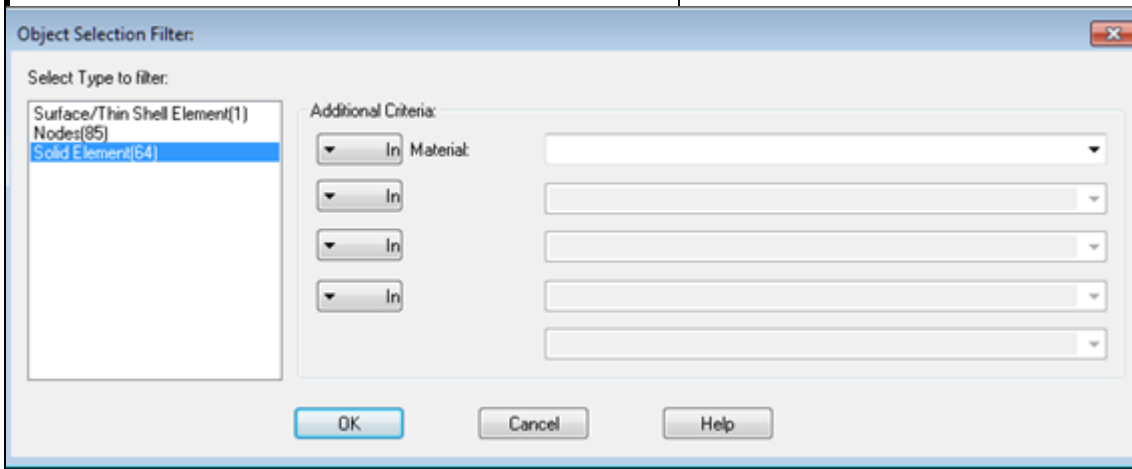 Object Selection Filter:
Select Type to filter:
Surface/Thin Shell Element(1)
Nodes(85)
Solid Element(64)
Additional Criteria:
In Material:
In
In
In
OK Cancel Help